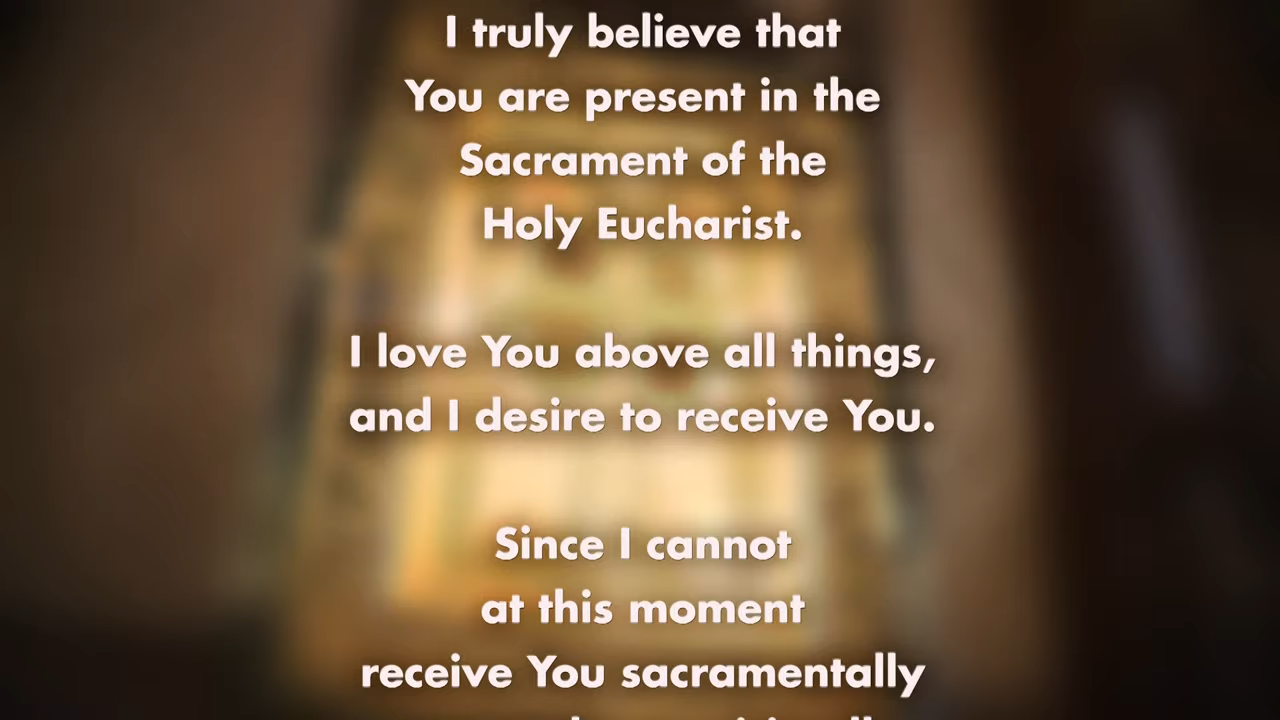 I truly believe that
You are present in the
Sacrament of the
Holy Eucharist.
I love You above all things,
and I desire to receive You.
Since I cannot
at this moment
receive You sacramentally